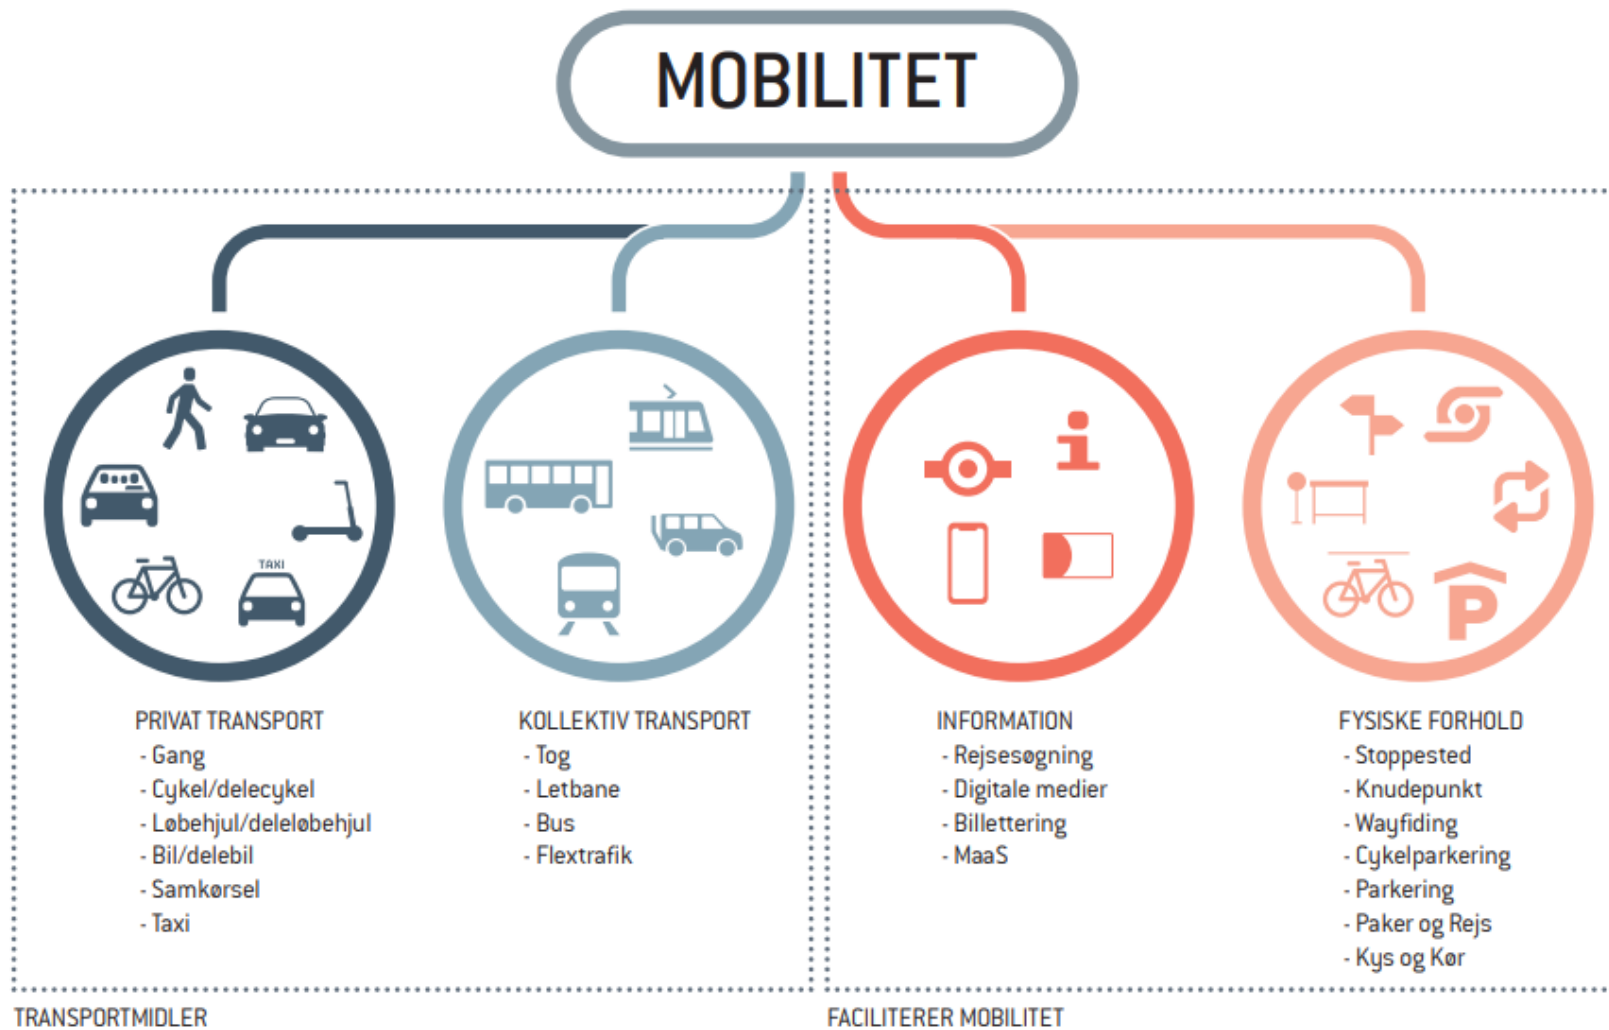 MOBILITET
TAXI
P
PRIVAT TRANSPORT
- Gang
- Cykel/delecykel
- Løbehjul/deleløbehjul
- Bil/delebil
- Samkørsel
- Taxi
KOLLEKTIV TRANSPORT
- Tog
- Letbane
- Bus
- Flextrafik
INFORMATION
- Rejsesøgning
- Digitale medier
- Billettering
- MaaS
FYSISKE FORHOLD
- Stoppested
- Knudepunkt
- Wayfiding
- Cykelparkering
- Parkering
- Paker og Rejs
- Kys og Kør
TRANSPORTMIDLER
FACILITERER MOBILITET